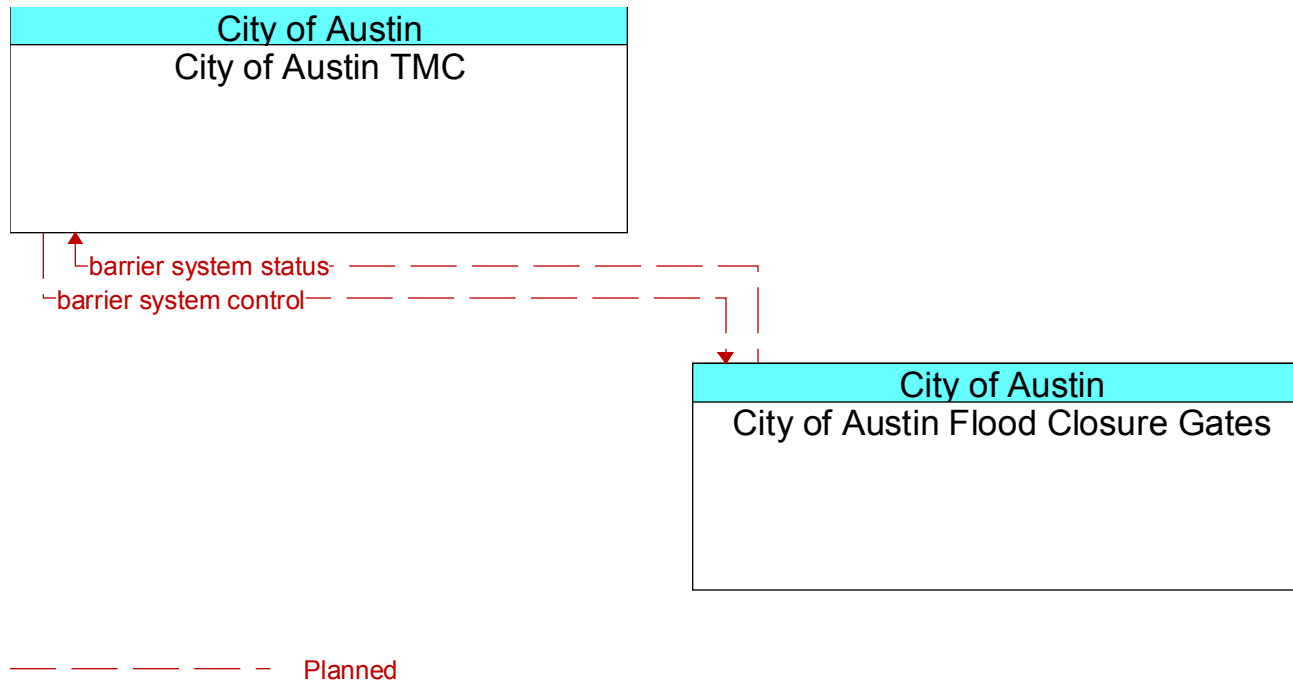 City of Austin
City of Austin TMC
barrier system status
barrier system control
City of Austin
City of Austin Flood Closure Gates
Planned